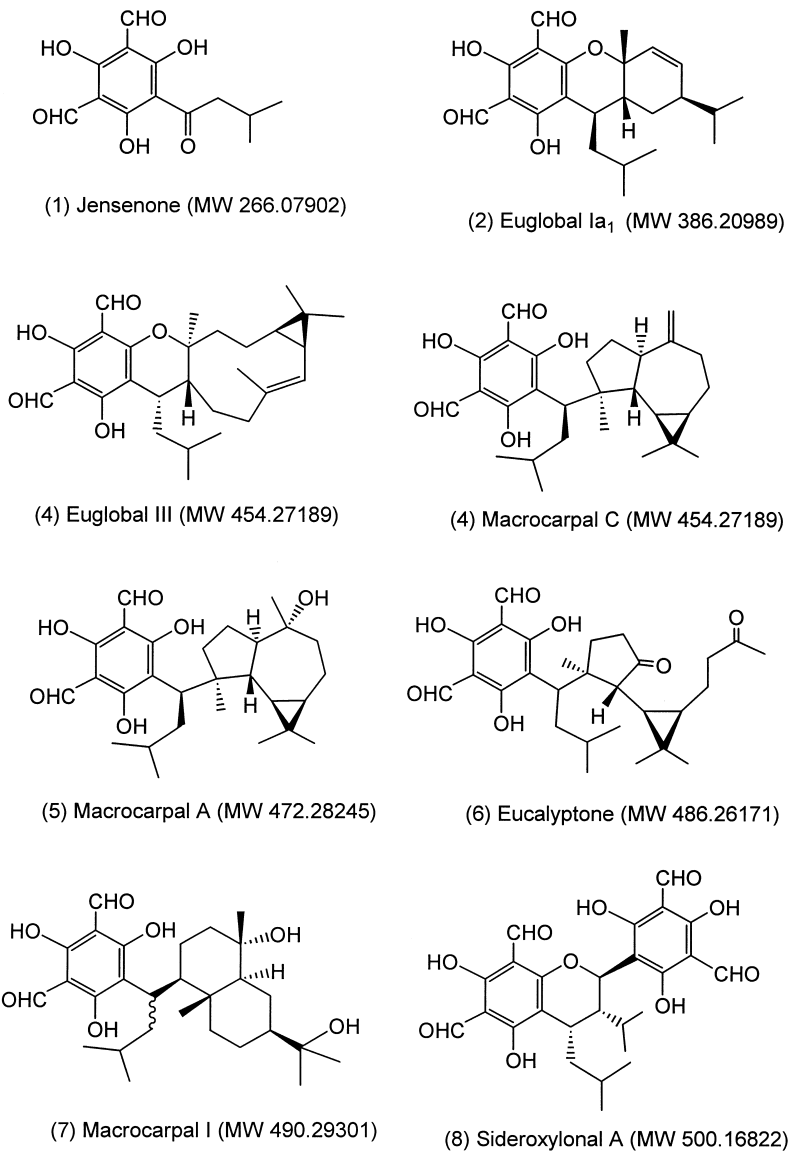 CHO
HO
OH
OHC
OH
O
(1) Jensenone (MW 266.07902)
CHO
HO
O
OHC
OH
H
(2) Euglobal Ia1 (MW 386.20989)
CHO
HO
O
OHC
OH
H
(4) Euglobal III (MW 454.27189)
CHO
HO
OH
H
OHC
OH
H
(4) Macrocarpal C (MW 454.27189)
CHO
OH
HO
OH
H
OHC
OH
H
(5) Macrocarpal A (MW 472.28245)
CHO
O
HO
OH
O
OHC
OH
H
(6) Eucalyptone (MW 486.26171)
CHO
HO
OH
OH
H
OHC
OH
OH
(7) Macrocarpal I (MW 490.29301)
CHO
HO
OH
CHO
HO
O
CHO
OH
OHC
OH
(8) Sideroxylonal A (MW 500.16822)